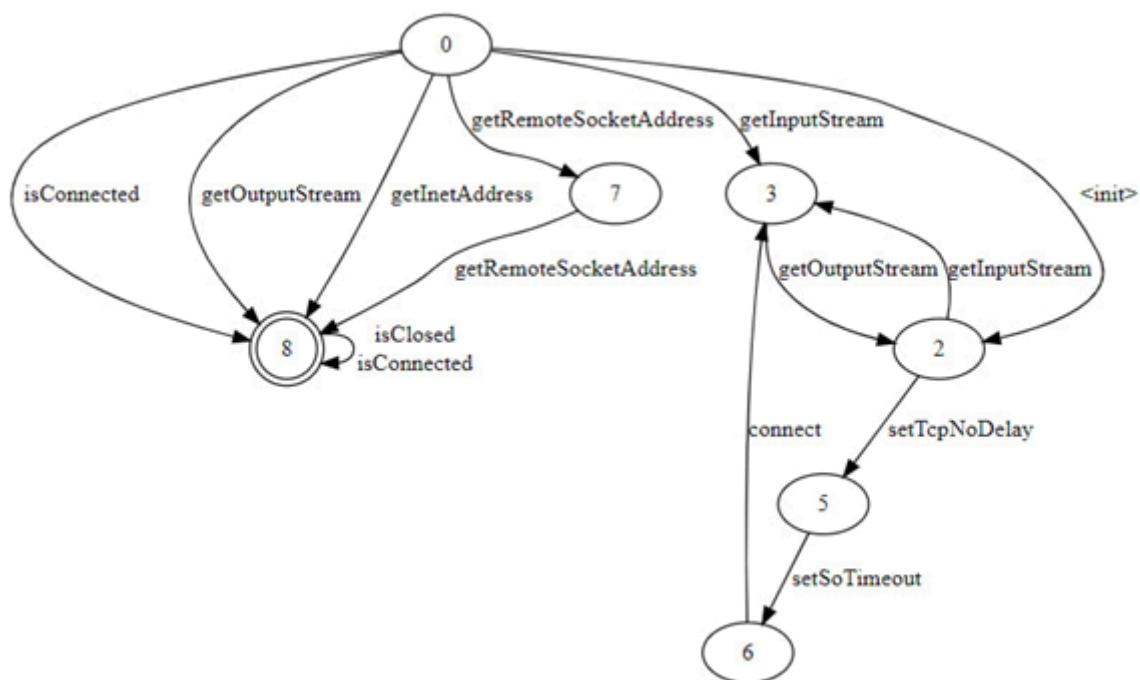 0
getRemoteSocketAddress
getInputStream
isConnected
getOutputStream
getInetAddress
7
3
<init>
getRemoteSocketAddress
getOutputStream
getInputStream
8
isClosed
isConnected
2
connect
setTcpNoDelay
5
setSoTimeout
6